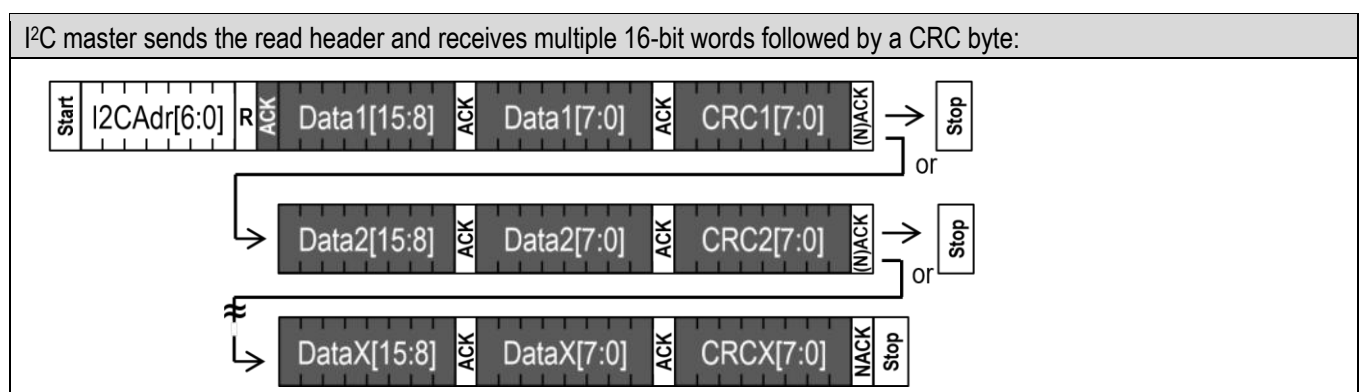 I²C master sends the read header and receives multiple 16-bit words followed by a CRC byte:
Start I2CAdr[6:0] R ACK Data1[15:8] ACK Data1[7:0] ACK CRC1[7:0] (N)ACK Stop
or
Data2[15:8] ACK Data2[7:0] ACK CRC2[7:0] (N)ACK Stop
or
DataX[15:8] ACK DataX[7:0] ACK CRCX[7:0] NACK Stop